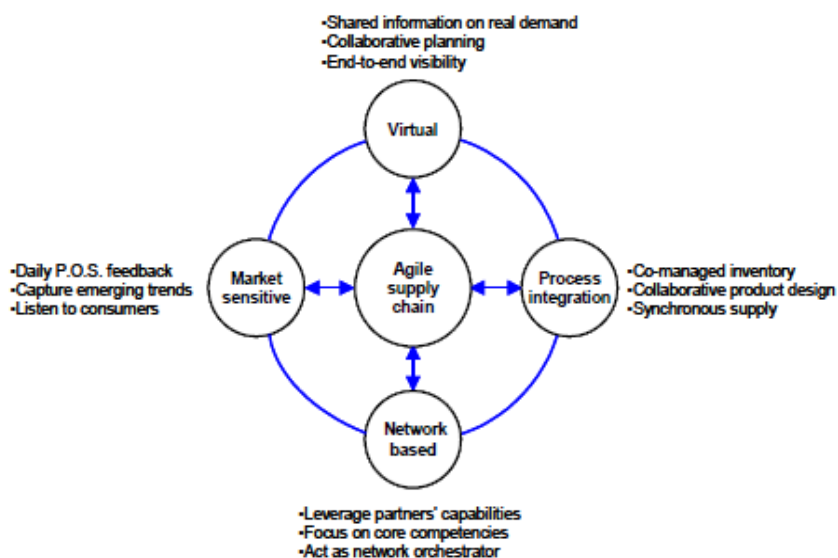 •Shared information on real demand
•Collaborative planning
•End-to-end visibility
Virtual
•Daily P.O.S. feedback
•Capture emerging trends
•Listen to consumers
Market
sensitive
Agile
supply
chain
Process
integration
•Co-managed inventory
•Collaborative product design
•Synchronous supply
Network
based
•Leverage partners' capabilities
•Focus on core competencies
•Act as network orchestrator